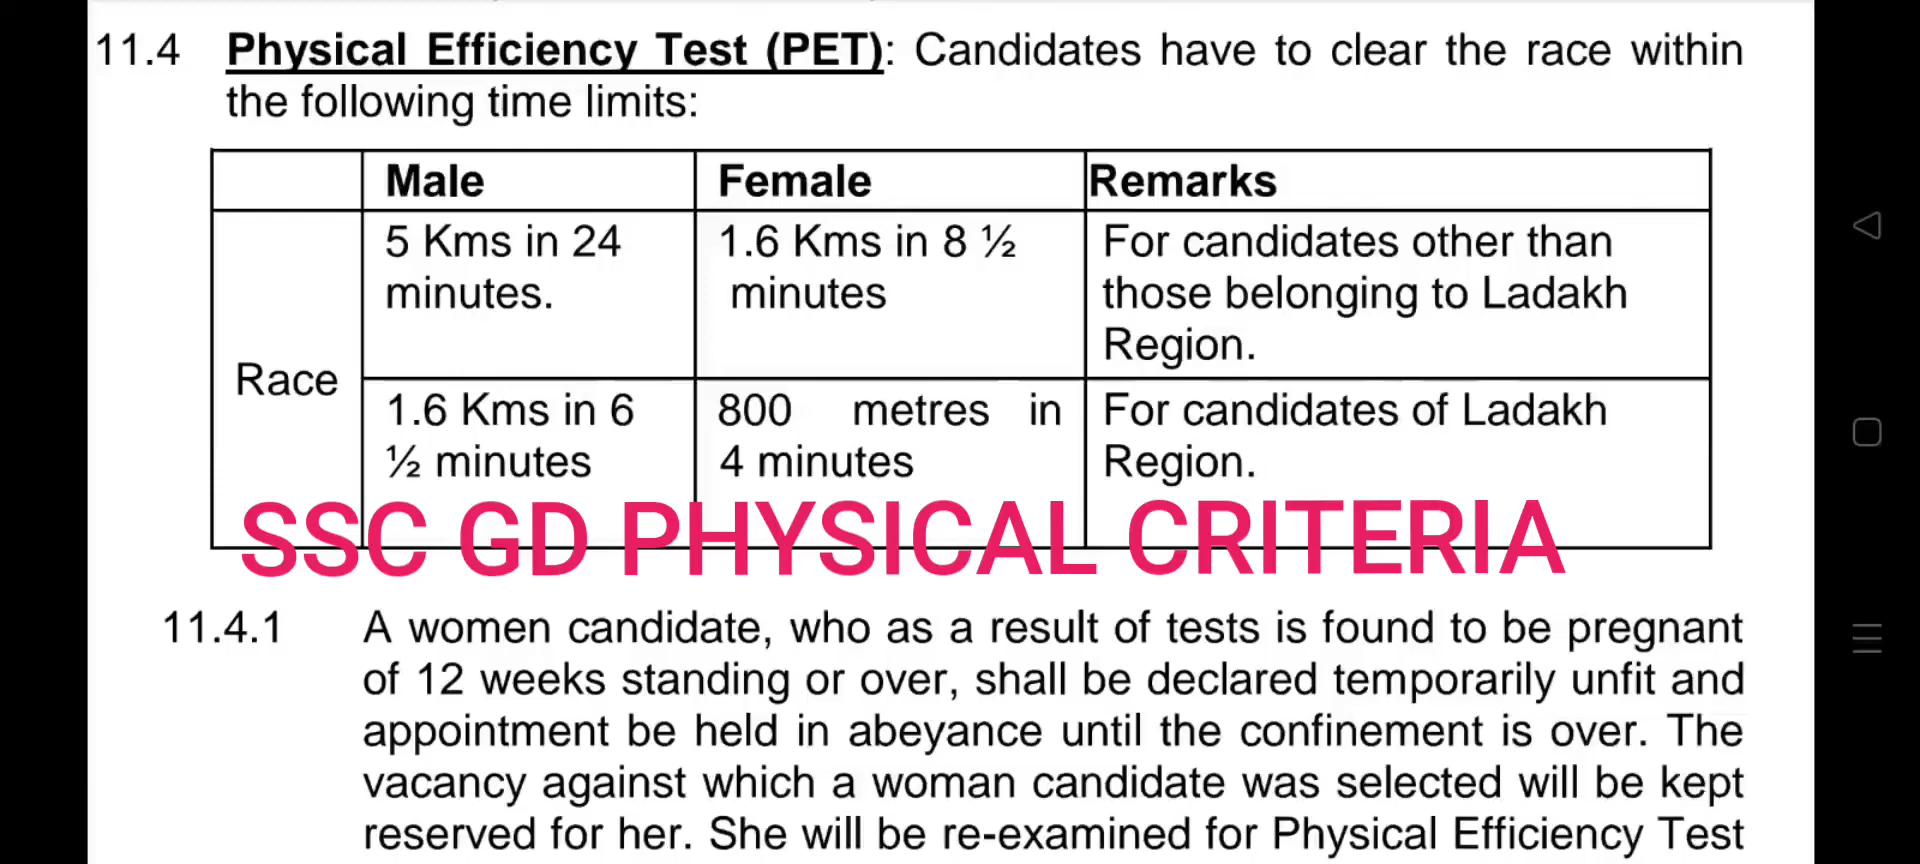 11.4 Physical Efficiency Test (PET): Candidates have to clear the race within
the following time limits:
Male Female Remarks
Race
5 Kms in 24
minutes.
1.6 Kms in 8 ½
minutes
For candidates other than
those belonging to Ladakh
Region.
1.6 Kms in 6
½ minutes
800 metres in
4 minutes
For candidates of Ladakh
Region.
SSC GD PHYSICAL CRITERIA
11.4.1 A women candidate, who as a result of tests is found to be pregnant
of 12 weeks standing or over, shall be declared temporarily unfit and
appointment be held in abeyance until the confinement is over. The
vacancy against which a woman candidate was selected will be kept
reserved for her. She will be re-examined for Physical Efficiency Test